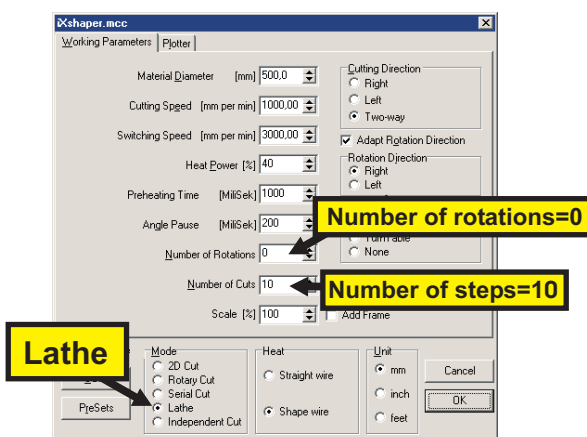 iXshaper.mcc
Working Parameters
Plotter
Material Diameter [mm] 500,0
Cutting Speed [mm per min] 1000,00
Switching Speed [mm per min] 3000,00
Heat Power [%] 40
Preheating Time [MiliSek] 1000
Angle Pause [MiliSek] 200
Number of Rotations 0
Number of Cuts 10
Scale [%] 100
Cutting Direction
Right
Left
Two-way
Adapt Rotation Direction
Rotation Direction
Right
Left
Number of rotations=0
TurnTable
None
Number of steps=10
Add Frame
Lathe
PreSets
Mode
2D Cut
Rotary Cut
Serial Cut
Lathe
Independent Cut
Heat
Straight wire
Shape wire
Unit
mm
inch
feet
Cancel
OK